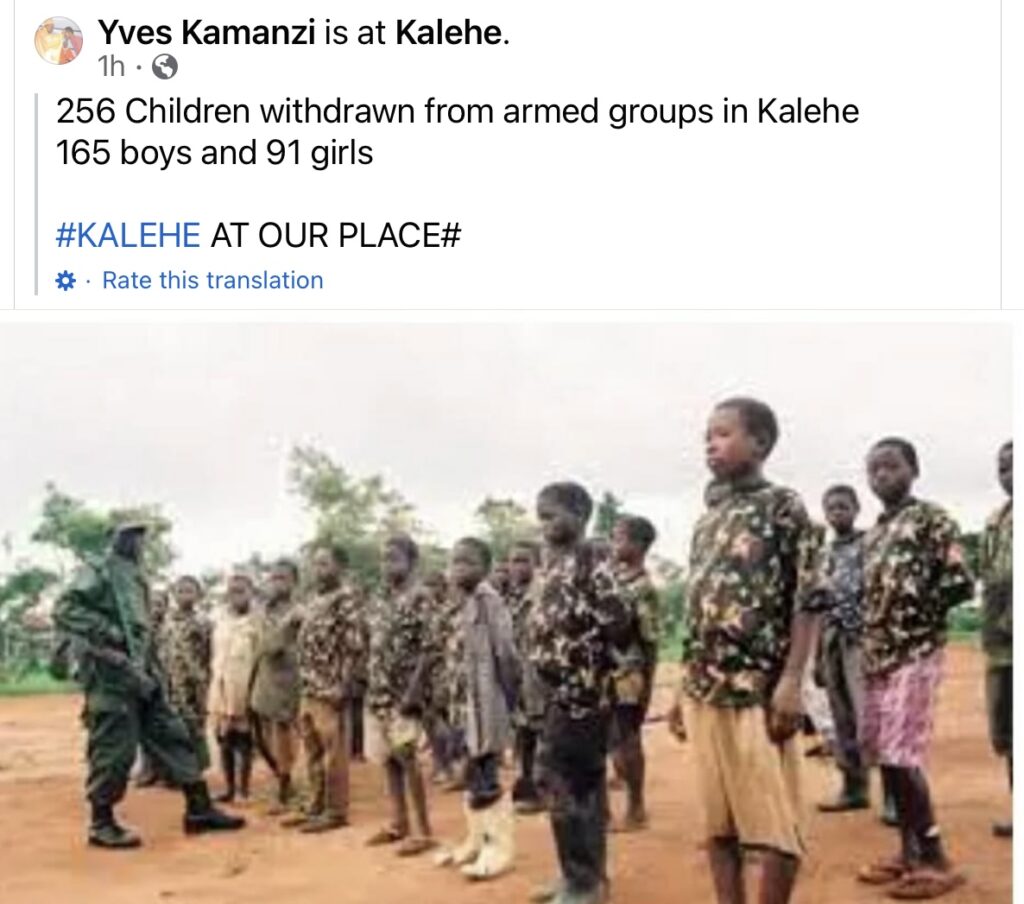 Yves Kamanzi is at Kalehe.
1h ·
256 Children withdrawn from armed groups in Kalehe
165 boys and 91 girls
#KALEHE AT OUR PLACE#
· Rate this translation